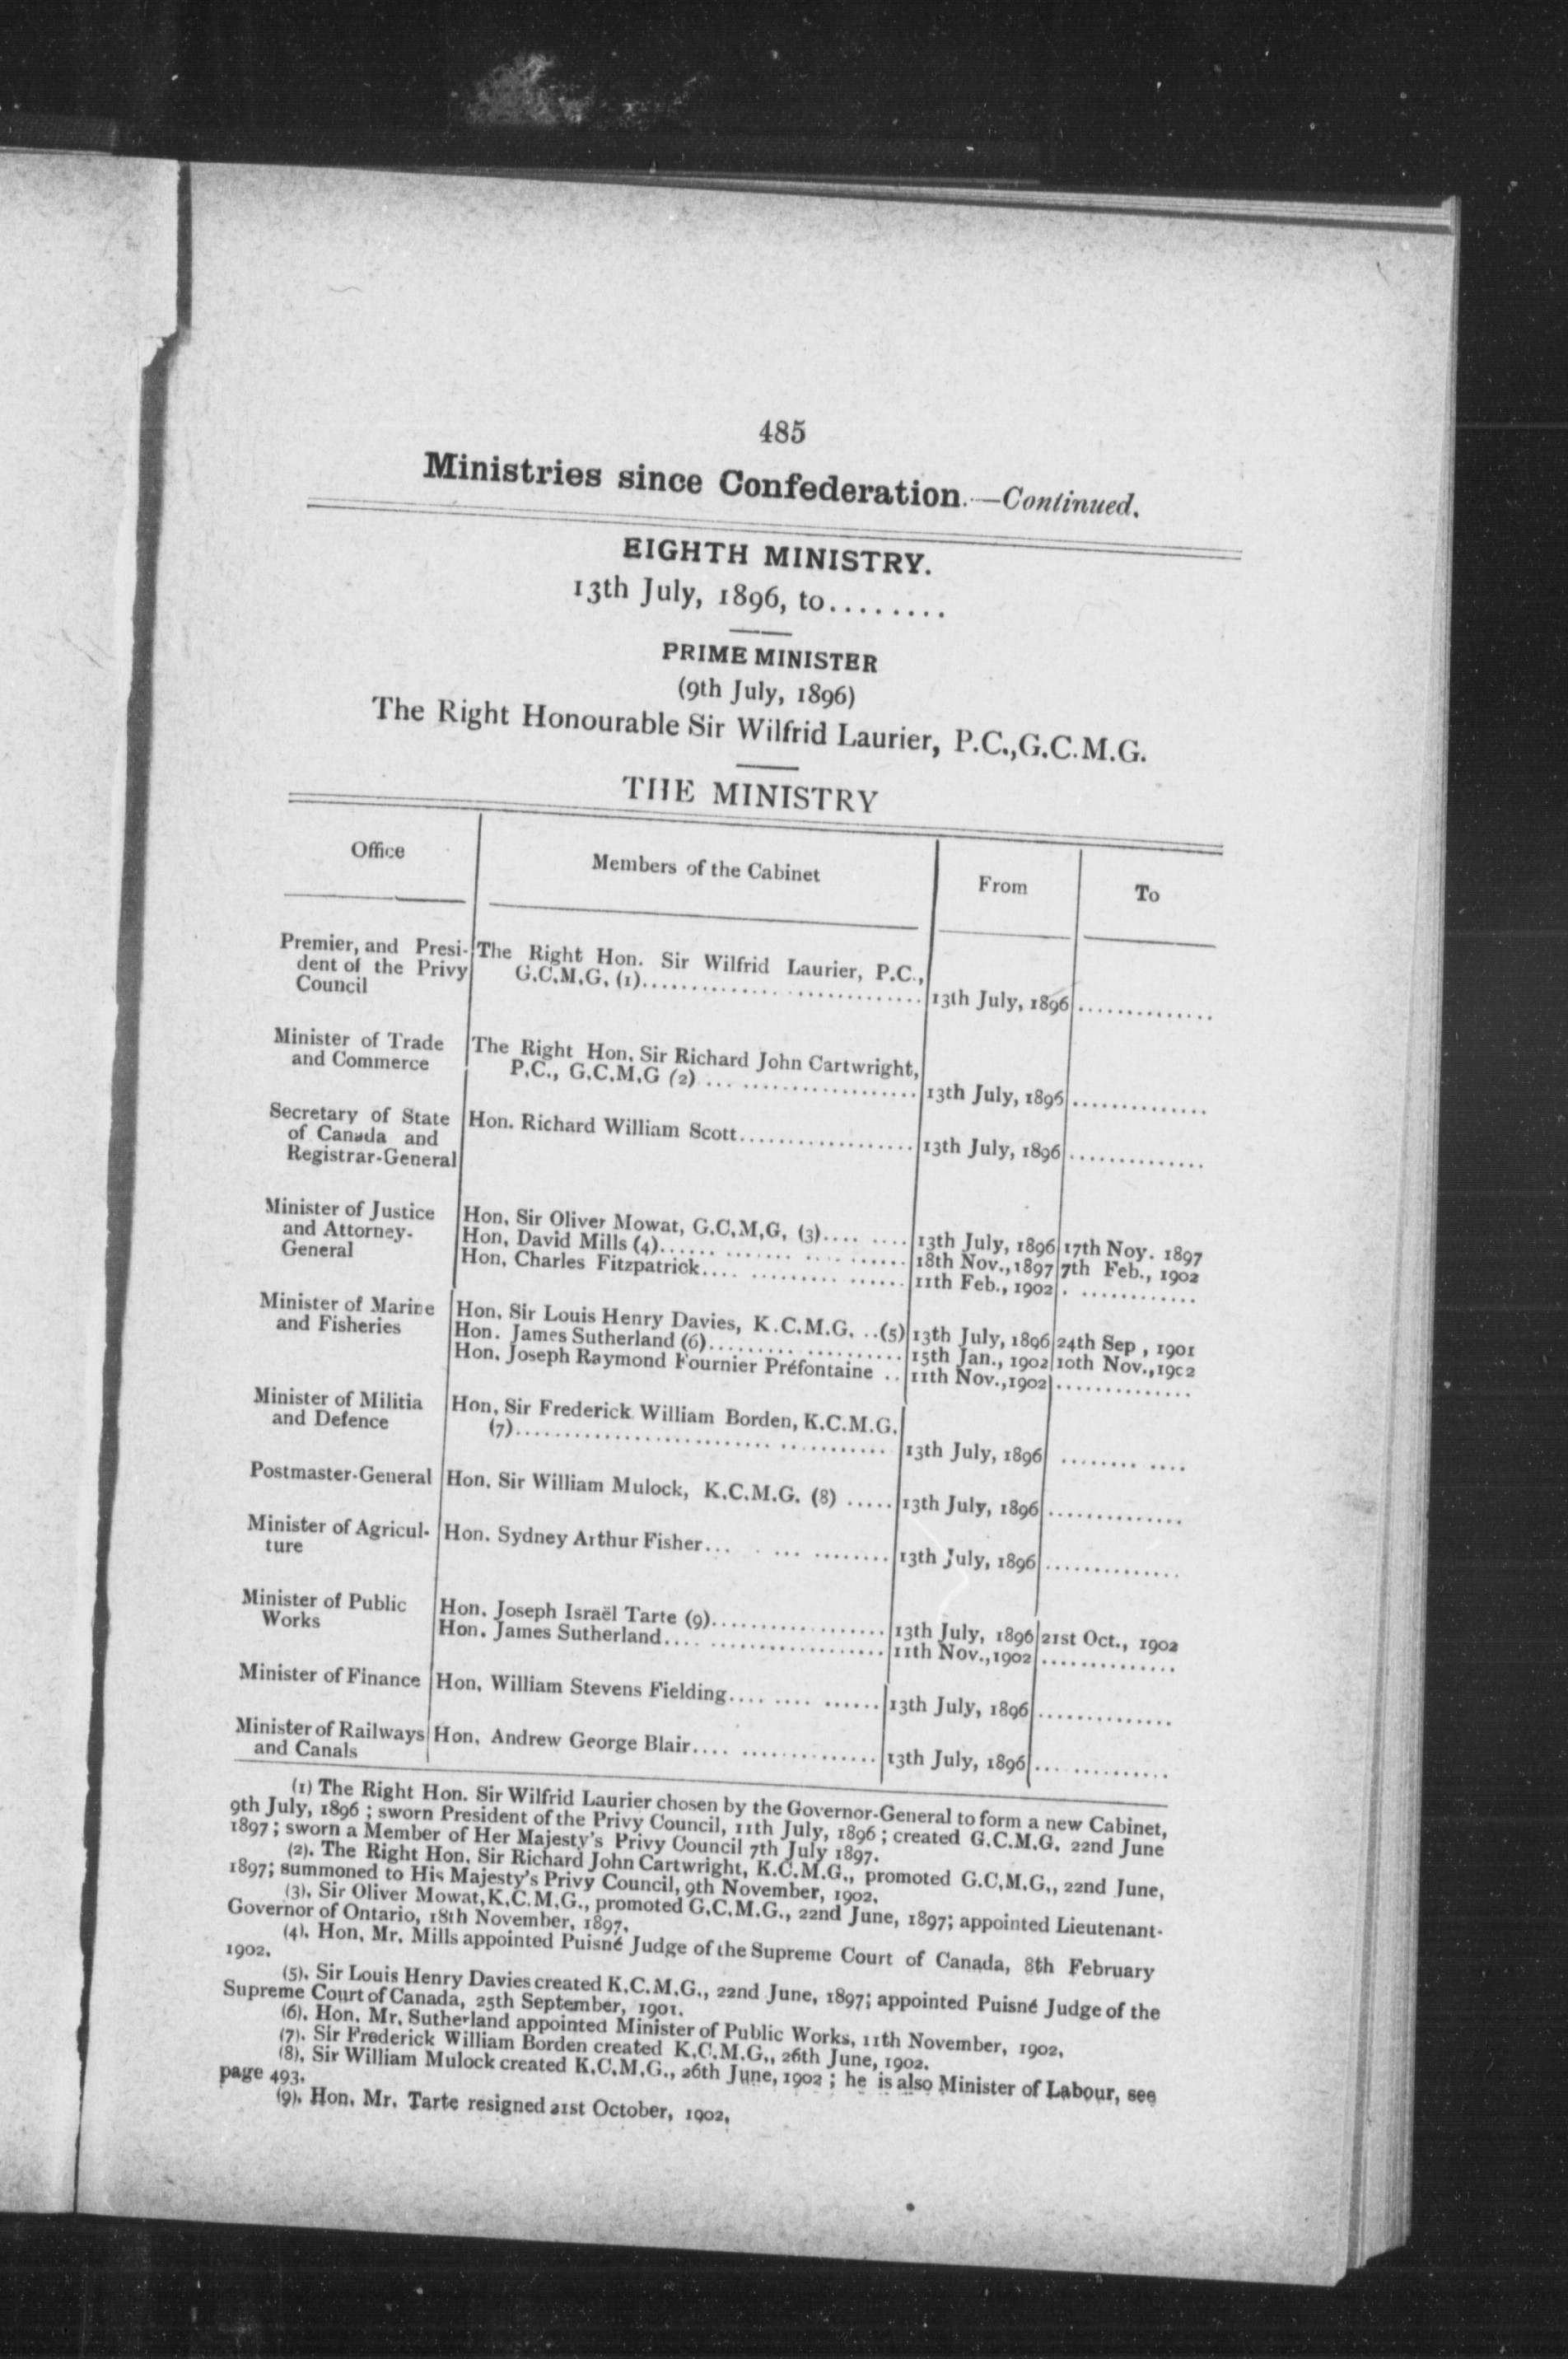 485
Ministries since Confederation.—Continued.
EIGHTH MINISTRY.
13th July, 1896, to........
PRIME MINISTER
(9th July, 1896)
The Right Honourable Sir Wilfrid Laurier, P.C.,G.C.M.G.
THE MINISTRY
Office Members of the Cabinet From To
Premier, and Presi- The Right Hon. Sir Wilfrid Laurier, P.C.,
dent of the Privy G.C.M.G. (1)............................ 13th July, 1896 ..............
Council
Minister of Trade The Right Hon. Sir Richard John Cartwright,
and Commerce P.C., G.C.M.G (2) ..................... 13th July, 1896 ..............
Secretary of State Hon. Richard William Scott.................. 13th July, 1896 ..............
of Canada and
Registrar-General
Minister of Justice Hon. Sir Oliver Mowat, G.C.M.G. (3).... .... 13th July, 1896 17th Noy. 1897
and Attorney- Hon. David Mills (4)...... ....... .... ...... 18th Nov., 1897 7th Feb., 1902
General Hon. Charles Fitzpatrick.... ......... ...... 11th Feb., 1902 . ............
Minister of Marine Hon. Sir Louis Henry Davies, K.C.M.G. ..(5) 13th July, 1896 24th Sep , 1901
and Fisheries Hon. James Sutherland (6)......... .......... 15th Jan., 1902 10th Nov., 1902
Hon. Joseph Raymond Fournier Préfontaine .. 11th Nov., 1902 ..............
Minister of Militia Hon. Sir Frederick William Borden, K.C.M.G.
and Defence (7).......................... ........... 13th July, 1896 ........ ....
Postmaster-General Hon. Sir William Mulock, K.C.M.G. (8) ..... 13th July, 1896 ..............
Minister of Agricul- Hon. Sydney Arthur Fisher... . ... ........ 13th July, 1896 ..............
ture
Minister of Public Hon. Joseph Israël Tarte (9).................. 13th July, 1896 21st Oct., 1902
Works Hon. James Sutherland.... .................. 11th Nov., 1902 ..............
Minister of Finance Hon. William Stevens Fielding.... .... ...... 13th July, 1896 ..............
Minister of Railways Hon. Andrew George Blair.... .............. 13th July, 1896 .... ..........
and Canals
(1) The Right Hon. Sir Wilfrid Laurier chosen by the Governor-General to form a new Cabinet,
9th July, 1896 ; sworn President of the Privy Council, 11th July, 1896 ; created G.C.M.G. 22nd June
1897 ; sworn a Member of Her Majesty's Privy Council 7th July 1897.
(2). The Right Hon. Sir Richard John Cartwright, K.C.M.G., promoted G.C.M.G., 22nd June,
1897; summoned to His Majesty's Privy Council, 9th November, 1902.
(3). Sir Oliver Mowat, K.C.M.G., promoted G.C.M.G., 22nd June, 1897; appointed Lieutenant-
Governor of Ontario, 18th November, 1897.
(4). Hon. Mr. Mills appointed Puisné Judge of the Supreme Court of Canada, 8th February
1902.
(5). Sir Louis Henry Davies created K.C.M.G., 22nd June, 1897; appointed Puisné Judge of the
Supreme Court of Canada, 25th September, 1901.
(6). Hon. Mr. Sutherland appointed Minister of Public Works, 11th November, 1902.
(7). Sir Frederick William Borden created K.C.M.G., 26th June, 1902.
(8). Sir William Mulock created K.C.M.G., 26th June, 1902 ; he is also Minister of Labour, see
page 493.
(9). Hon. Mr. Tarte resigned 21st October, 1902.